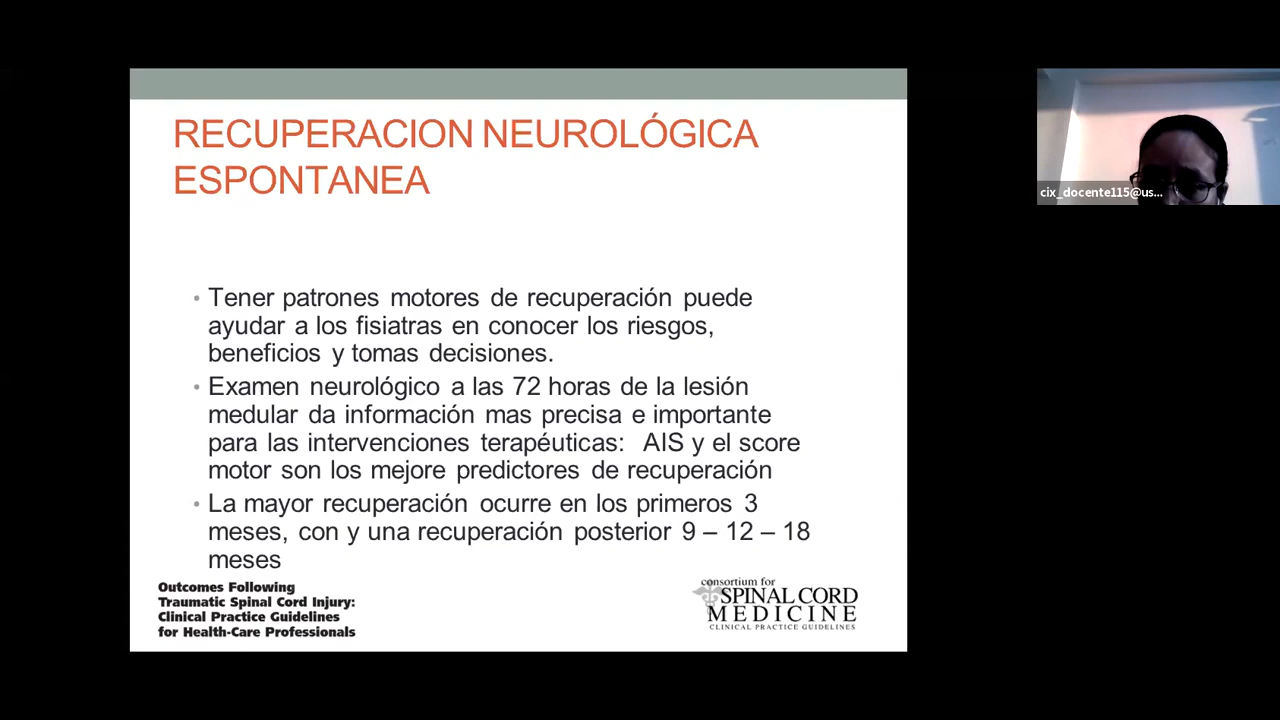 RECUPERACION NEUROLÓGICA
ESPONTANEA
• Tener patrones motores de recuperación puede
ayudar a los fisiatras en conocer los riesgos,
beneficios y tomas decisiones.
• Examen neurológico a las 72 horas de la lesión
medular da información mas precisa e importante
para las intervenciones terapéuticas: AIS y el score
motor son los mejore predictores de recuperación
• La mayor recuperación ocurre en los primeros 3
meses, con y una recuperación posterior 9 – 12 – 18
meses
Outcomes Following
Traumatic Spinal Cord Injury:
Clinical Practice Guidelines
for Health-Care Professionals
consortium for
SPINAL CORD
MEDICINE
CLINICAL PRACTICE GUIDELINES
cix_docente115@us...